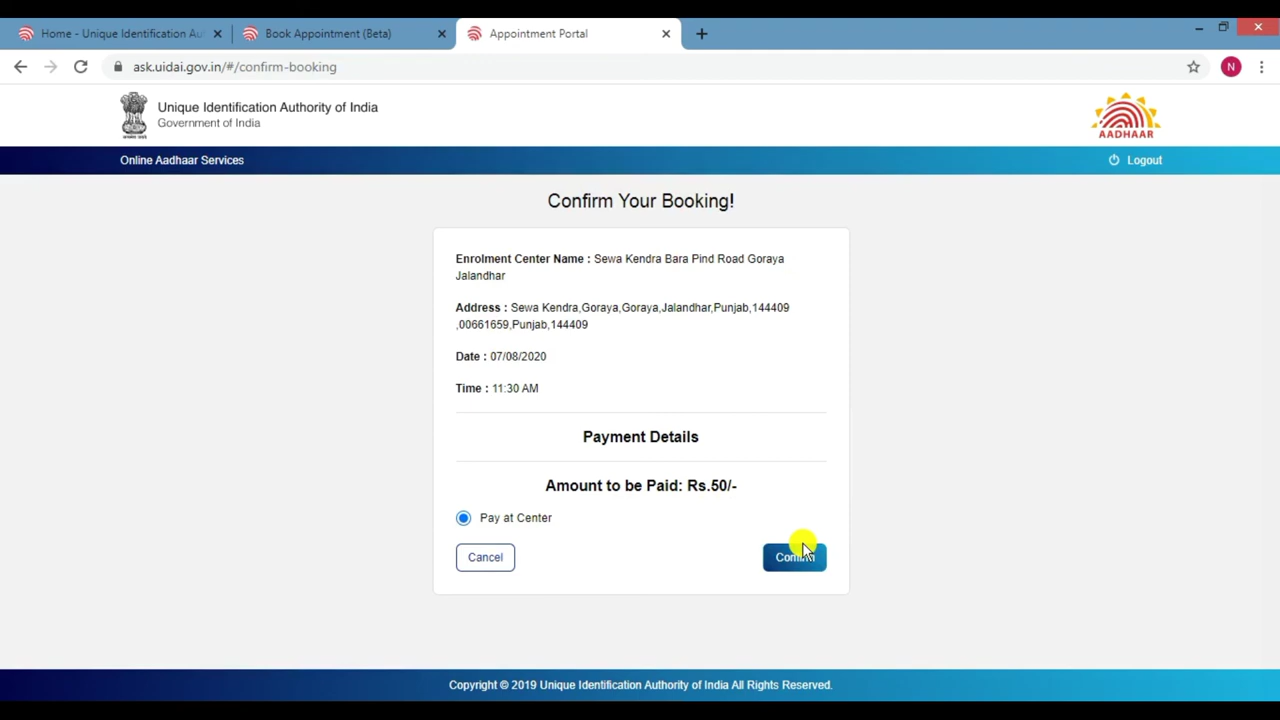 Home - Unique Identification Aut
Book Appointment (Beta)
Appointment Portal
ask.uidai.gov.in/#/confirm-booking
N
Unique Identification Authority of India
Government of India
AADHAAR
Online Aadhaar Services
Logout
Confirm Your Booking!
Enrolment Center Name : Sewa Kendra Bara Pind Road Goraya
Jalandhar
Address : Sewa Kendra,Goraya,Goraya,Jalandhar,Punjab,144409
,00661659,Punjab,144409
Date : 07/08/2020
Time : 11:30 AM
Payment Details
Amount to be Paid: Rs.50/-
Pay at Center
Cancel
Confirm
Copyright © 2019 Unique Identification Authority of India All Rights Reserved.